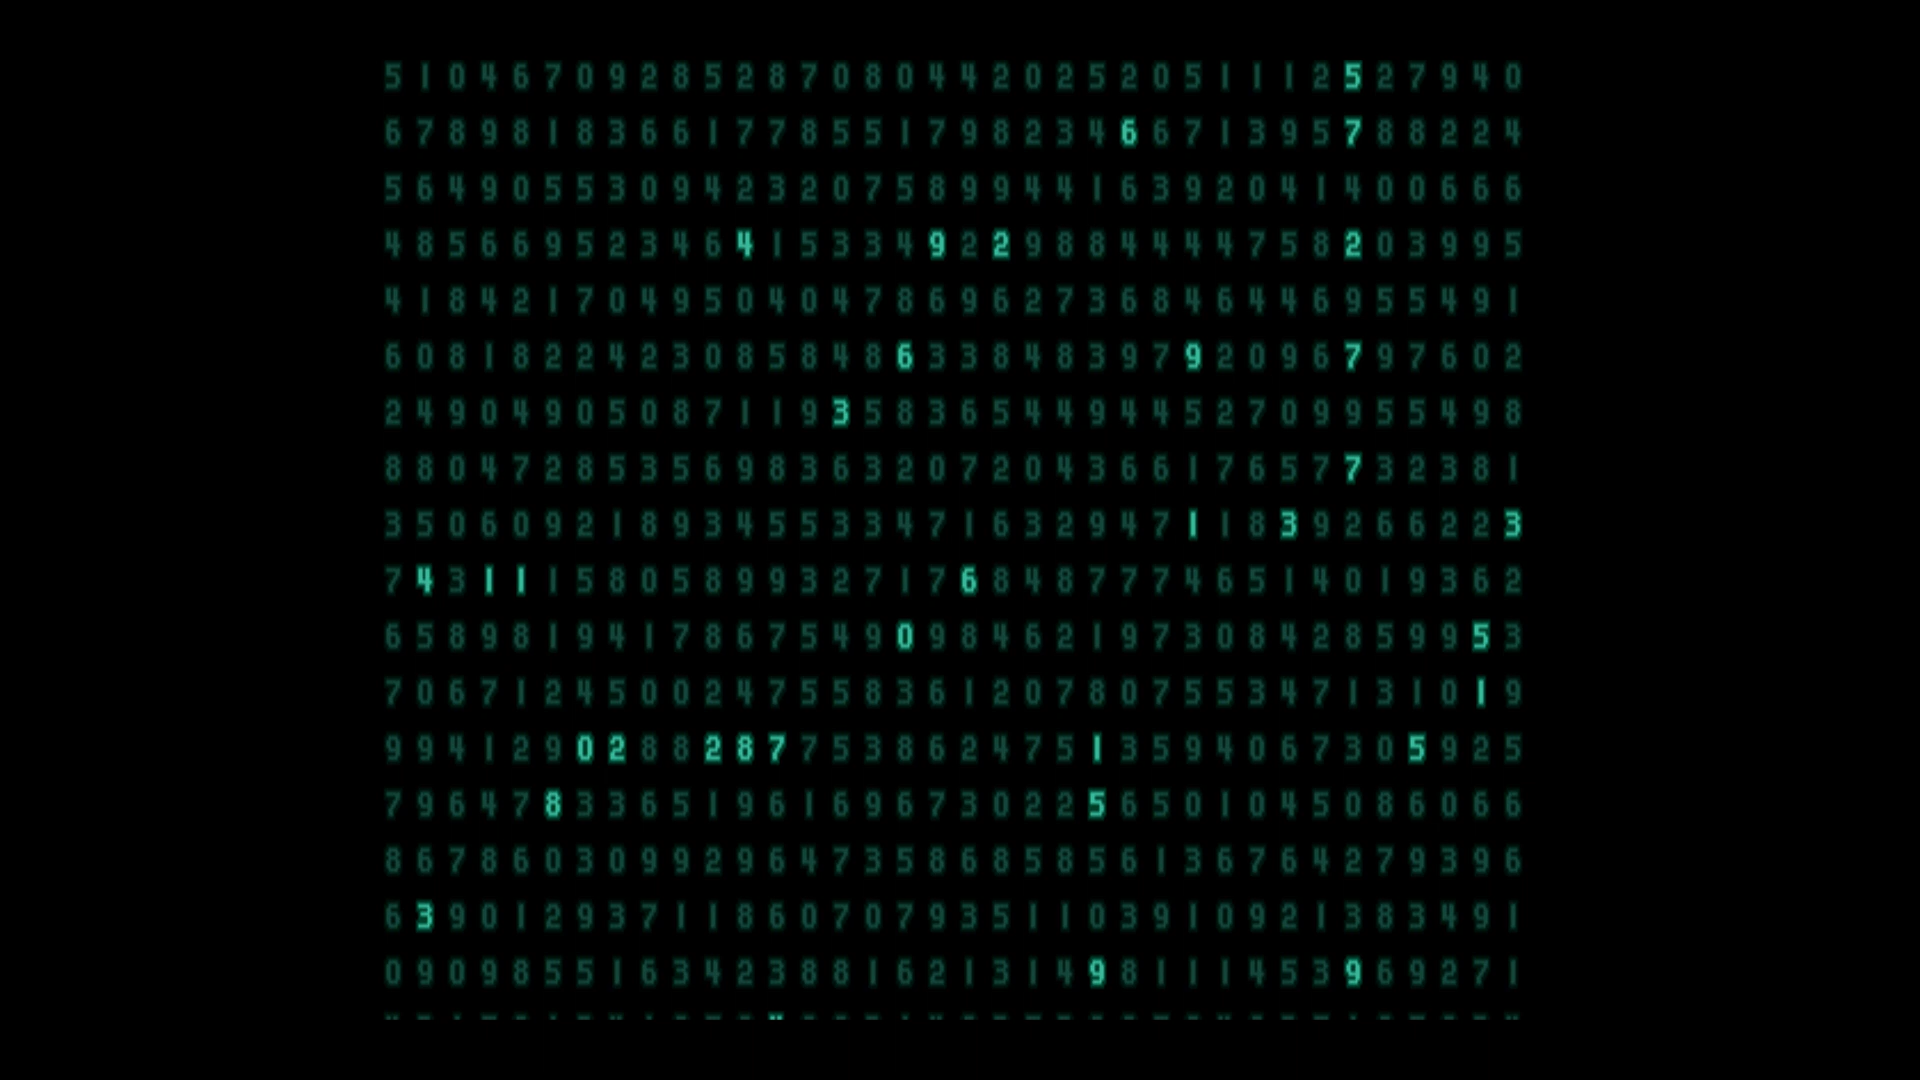 5 1 0 4 6 7 0 9 2 8 5 2 8 7 0 8 0 4 4 2 0 2 5 2 0 5 1 1 1 2 5 2 7 9 4 0
6 7 8 9 8 1 8 3 6 6 1 7 7 8 5 5 1 7 9 8 2 3 4 6 6 7 1 3 9 5 7 8 8 2 2 4
5 6 4 9 0 5 5 3 0 9 4 2 3 2 0 7 5 8 9 9 4 4 1 6 3 9 2 0 4 1 4 0 0 6 6 6
4 8 5 6 6 9 5 2 3 4 6 4 1 5 3 3 4 9 2 2 9 8 8 4 4 4 4 7 5 8 2 0 3 9 9 5
4 1 8 4 2 1 7 0 4 9 5 0 4 0 4 7 8 6 9 6 2 7 3 6 8 4 6 4 4 6 9 5 5 4 9 1
6 0 8 1 8 2 2 4 2 3 0 8 5 8 4 8 6 3 3 8 4 8 3 9 7 9 2 0 9 6 7 9 7 6 0 2
2 4 9 0 4 9 0 5 0 8 7 1 1 9 3 5 8 3 6 5 4 4 9 4 4 5 2 7 0 9 9 5 5 4 9 8
8 8 0 4 7 2 8 5 3 5 6 9 8 3 6 3 2 0 7 2 0 4 3 6 6 1 7 6 5 7 7 3 2 3 8 1
3 5 0 6 0 9 2 1 8 9 3 4 5 5 3 3 4 7 1 6 3 2 9 4 7 1 1 8 3 9 2 6 6 2 2 3
7 4 3 1 1 1 5 8 0 5 8 9 9 3 2 7 1 7 6 8 4 8 7 7 7 4 6 5 1 4 0 1 9 3 6 2
6 5 8 9 8 1 9 4 1 7 8 6 7 5 4 9 0 9 8 4 6 2 1 9 7 3 0 8 4 2 8 5 9 9 5 3
7 0 6 7 1 2 4 5 0 0 2 4 7 5 5 8 3 6 1 2 0 7 8 0 7 5 5 3 4 7 1 3 1 0 1 9
9 9 4 1 2 9 0 2 8 8 2 8 7 7 5 3 8 6 2 4 7 5 1 3 5 9 4 0 6 7 3 0 5 9 2 5
7 9 6 4 7 8 3 3 6 5 1 9 6 1 6 9 6 7 3 0 2 2 5 6 5 0 1 0 4 5 0 8 6 0 6 6
8 6 7 8 6 0 3 0 9 9 2 9 6 4 7 3 5 8 6 8 5 8 5 6 1 3 6 7 6 4 2 7 9 3 9 6
6 3 9 0 1 2 9 3 7 1 1 8 6 0 7 0 7 9 3 5 1 1 0 3 9 1 0 9 2 1 3 8 3 4 9 1
0 9 0 9 8 5 5 1 6 3 4 2 3 8 8 1 6 2 1 3 1 4 9 8 1 1 1 4 5 3 9 6 9 2 7 1